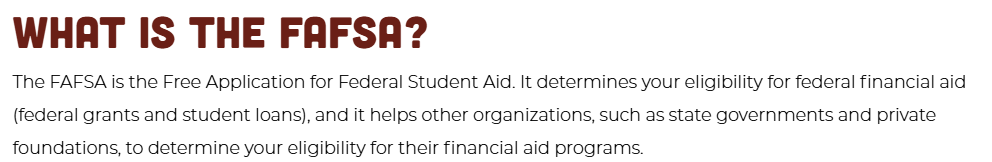 WHAT IS THE FAFSA?
The FAFSA is the Free Application for Federal Student Aid. It determines your eligibility for federal financial aid
(federal grants and student loans), and it helps other organizations, such as state governments and private
foundations, to determine your eligibility for their financial aid programs.